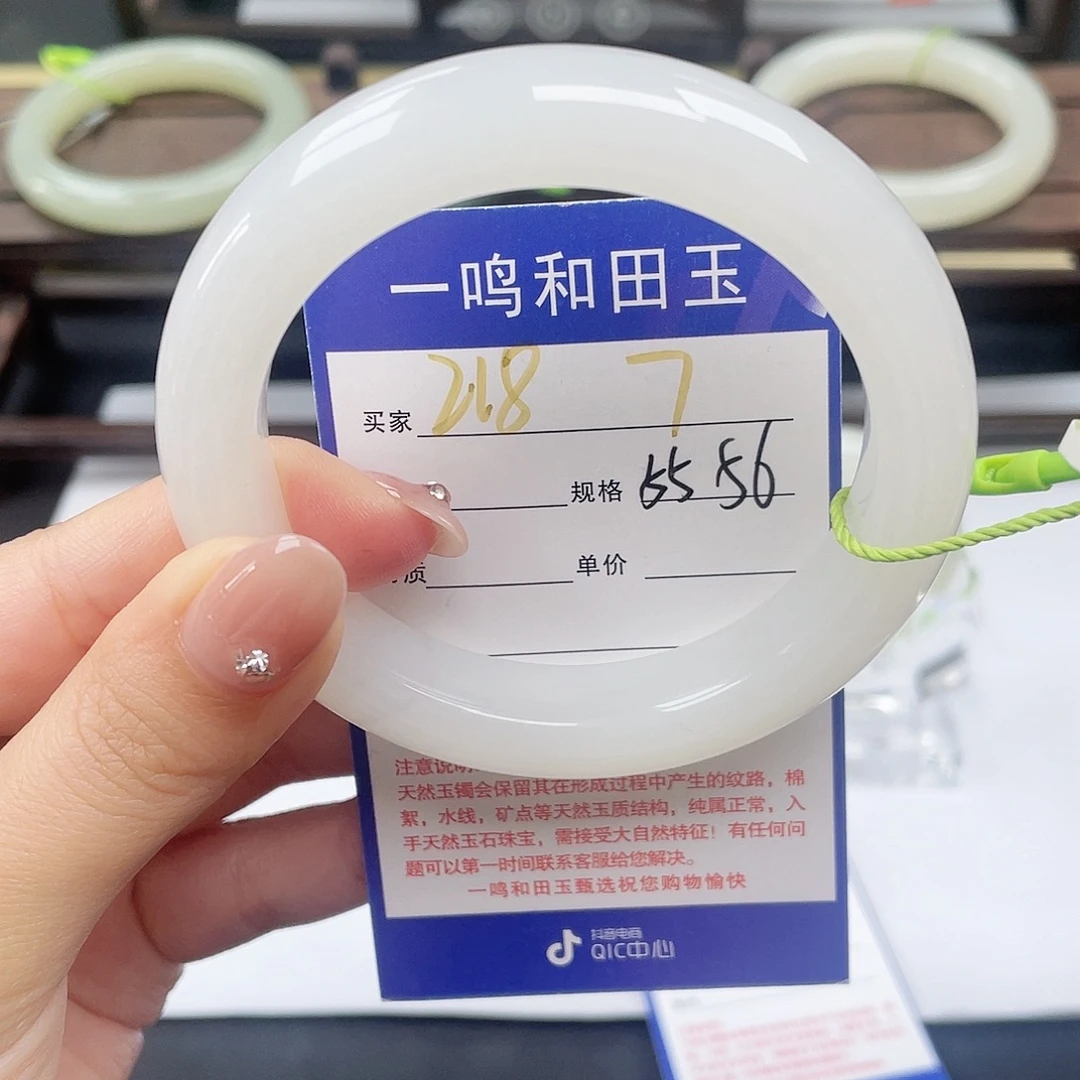 一鸣和田玉
买家 218 7
规格 55 56
质 单价
注意说明
天然玉镯会保留其在形成过程中产生的纹路，棉
絮，水线，矿点等天然玉质结构，纯属正常，入
手天然玉石珠宝，需接受大自然特征！有任何问
题可以第一时间联系客服给您解决。
一鸣和田玉甄选祝您购物愉快
抖音电商
QIC中心